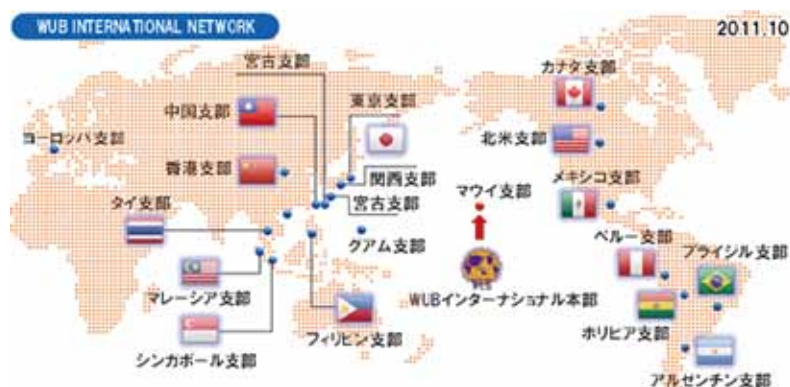 WUB INTERNATIONAL NETWORK
2011.10
宮古支部
カナダ支部
中国支部
東京支部
ヨーロッパ支部
北米支部
香港支部
関西支部
メキシコ支部
タイ支部
宮古支部
マウイ支部
クアム支部
ペルー支部
ブライシル支部
マレーシア支部
WUBインターナショナル本部
ボリビア支部
フィリピン支部
シンガポール支部
アルゼンチン支部